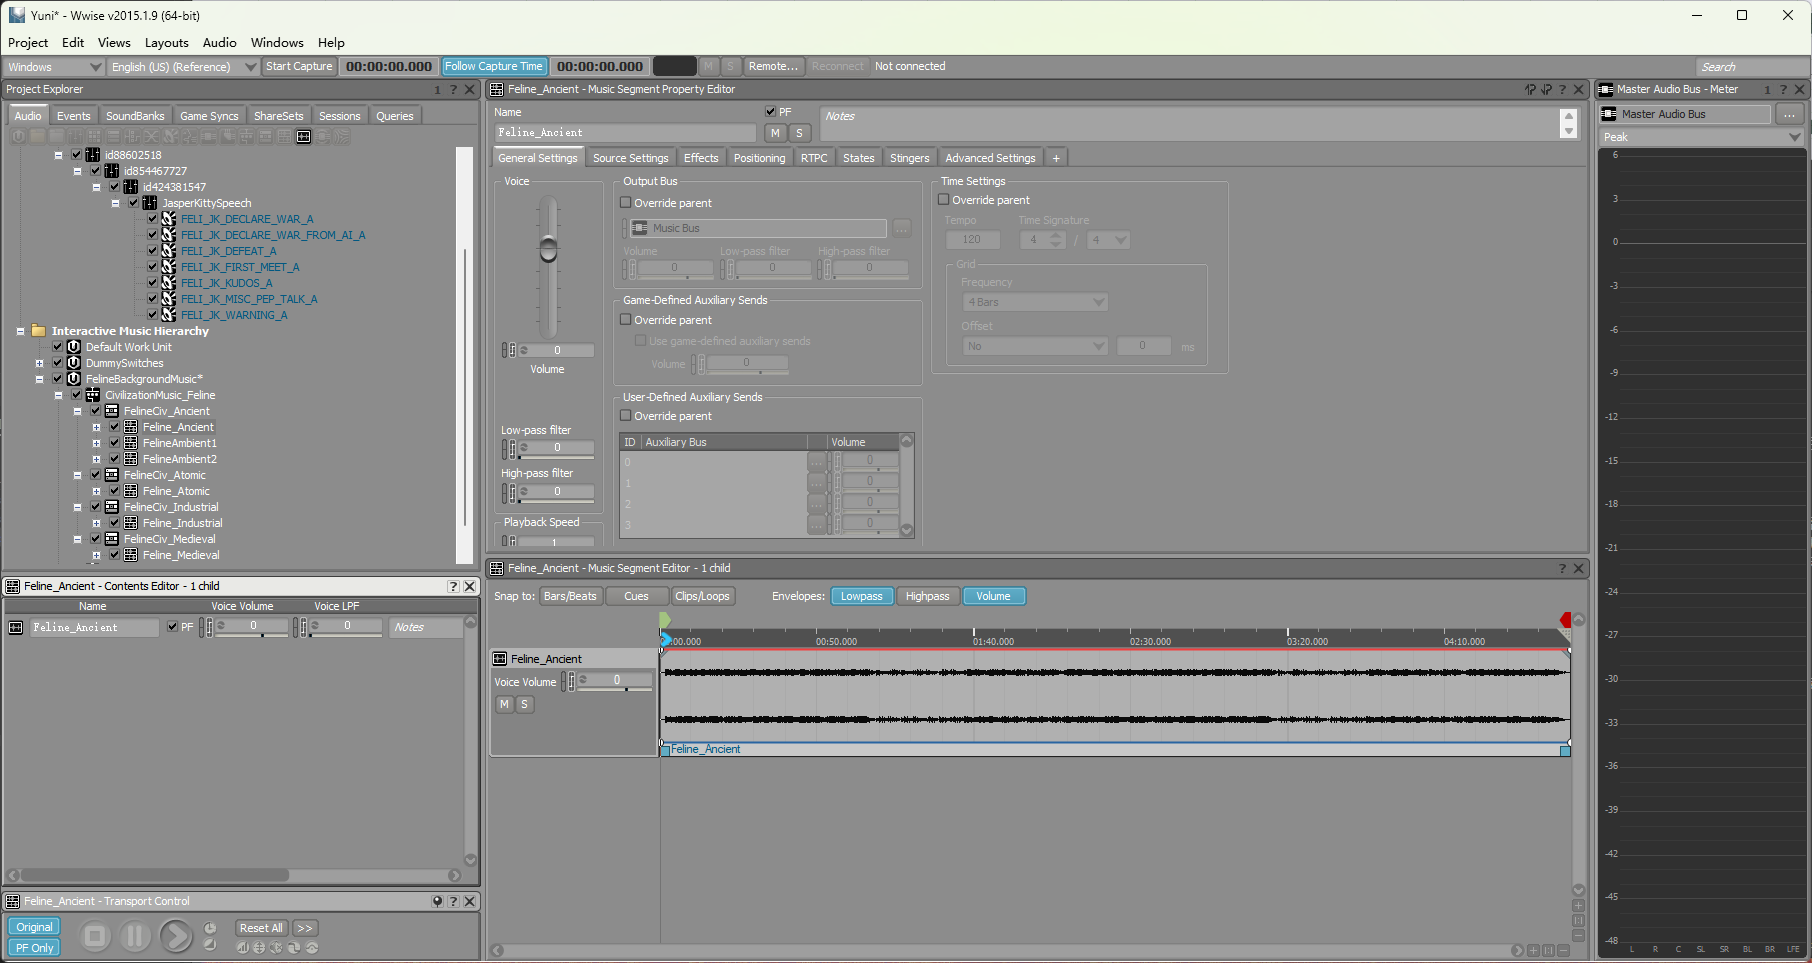 Yuni* - Wwise v2015.1.9 (64-bit)
Project Edit Views Layouts Audio Windows Help
Windows English (US) (Reference) Start Capture 00:00:00.000 Follow Capture Time 00:00:00.000 M S Remote... Reconnect Not connected Search
Project Explorer 1 ?
Audio Events SoundBanks Game Syncs ShareSets Sessions Queries
id88602518
id854467727
id424381547
JasperKittySpeech
FELI_JK_DECLARE_WAR_A
FELI_JK_DECLARE_WAR_FROM_AI_A
FELI_JK_DEFEAT_A
FELI_JK_FIRST_MEET_A
FELI_JK_KUDOS_A
FELI_JK_MISC_PEP_TALK_A
FELI_JK_WARNING_A
Interactive Music Hierarchy
Default Work Unit
DummySwitches
FelineBackgroundMusic*
CivilizationMusic_Feline
FelineCiv_Ancient
Feline_Ancient
FelineAmbient1
FelineAmbient2
FelineCiv_Atomic
Feline_Atomic
FelineCiv_Industrial
Feline_Industrial
FelineCiv_Medieval
Feline_Medieval
Feline_Ancient - Contents Editor - 1 child ?
Name Voice Volume Voice LPF
Feline_Ancient PF 0 0 Notes
Feline_Ancient - Transport Control ?
Original Reset All >>
PF Only
Feline_Ancient - Music Segment Property Editor ?
Name PF Notes
Feline_Ancient M S
General Settings Source Settings Effects Positioning RTPC States Stingers Advanced Settings +
Voice
0
Volume
Low-pass filter
0
High-pass filter
0
Playback Speed
1
Output Bus
Override parent
Music Bus ...
Volume Low-pass filter High-pass filter
0 0 0
Game-Defined Auxiliary Sends
Override parent
Use game-defined auxiliary sends
Volume 0
User-Defined Auxiliary Sends
Override parent
ID Auxiliary Bus Volume
0 ... 0
1 ... 0
2 ... 0
3 ... 0
Time Settings
Override parent
Tempo Time Signature
120 4 / 4
Grid
Frequency
4 Bars
Offset
No 0 ms
Feline_Ancient - Music Segment Editor - 1 child ?
Snap to: Bars/Beats Cues Clips/Loops Envelopes: Lowpass Highpass Volume
:00.000 00:50.000 01:40.000 02:30.000 03:20.000 04:10.000
Feline_Ancient
Voice Volume 0
M S
Feline_Ancient
Master Audio Bus - Meter 1 ?
Master Audio Bus ...
Peak
6
3
0
-3
-6
-9
-12
-15
-18
-21
-24
-27
-30
-33
-36
-39
-42
-45
-48
L R C SL SR BL BR LFE